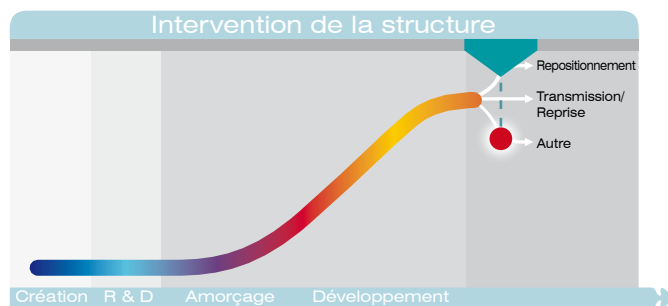 Intervention de la structure
Repositionnement
Transmission/
Reprise
Autre
Création R & D Amorçage Développement